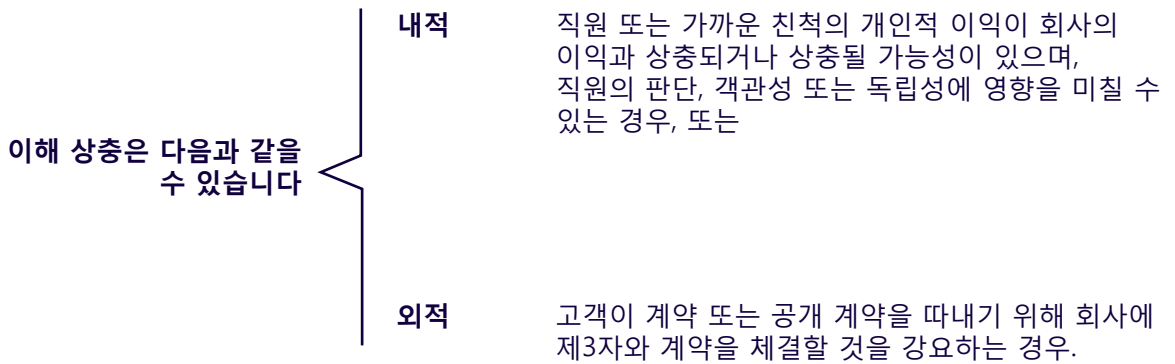 이해 상충은 다음과 같을
수 있습니다
내적
직원 또는 가까운 친척의 개인적 이익이 회사의
이익과 상충되거나 상충될 가능성이 있으며,
직원의 판단, 객관성 또는 독립성에 영향을 미칠 수
있는 경우, 또는
외적
고객이 계약 또는 공개 계약을 따내기 위해 회사에
제3자와 계약을 체결할 것을 강요하는 경우.